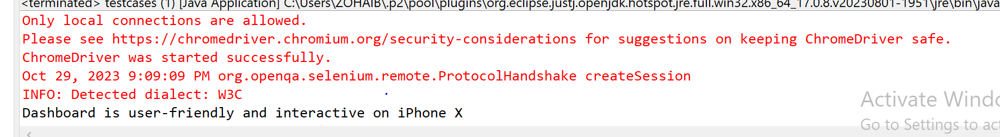 <terminated> testcases (1) [Java Application] C:\Users\ZOHAIB\.p2\pool\plugins\org.eclipse.justj.openjdk.hotspot.jre.full.win32.x86_64_17.0.8.v20230801-1951\jre\bin\java
Only local connections are allowed.
Please see https://chromedriver.chromium.org/security-considerations for suggestions on keeping ChromeDriver safe.
ChromeDriver was started successfully.
Oct 29, 2023 9:09:09 PM org.openqa.selenium.remote.ProtocolHandshake createSession
INFO: Detected dialect: W3C
Dashboard is user-friendly and interactive on iPhone X
Activate Windo
Go to Settings to act